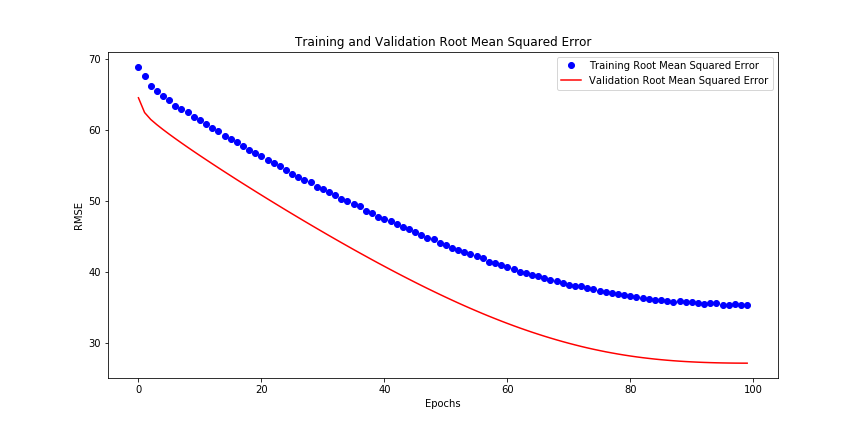 Training and Validation Root Mean Squared Error
Training Root Mean Squared Error
Validation Root Mean Squared Error
70
60
50
40
30
RMSE
0 20 40 60 80 100
Epochs